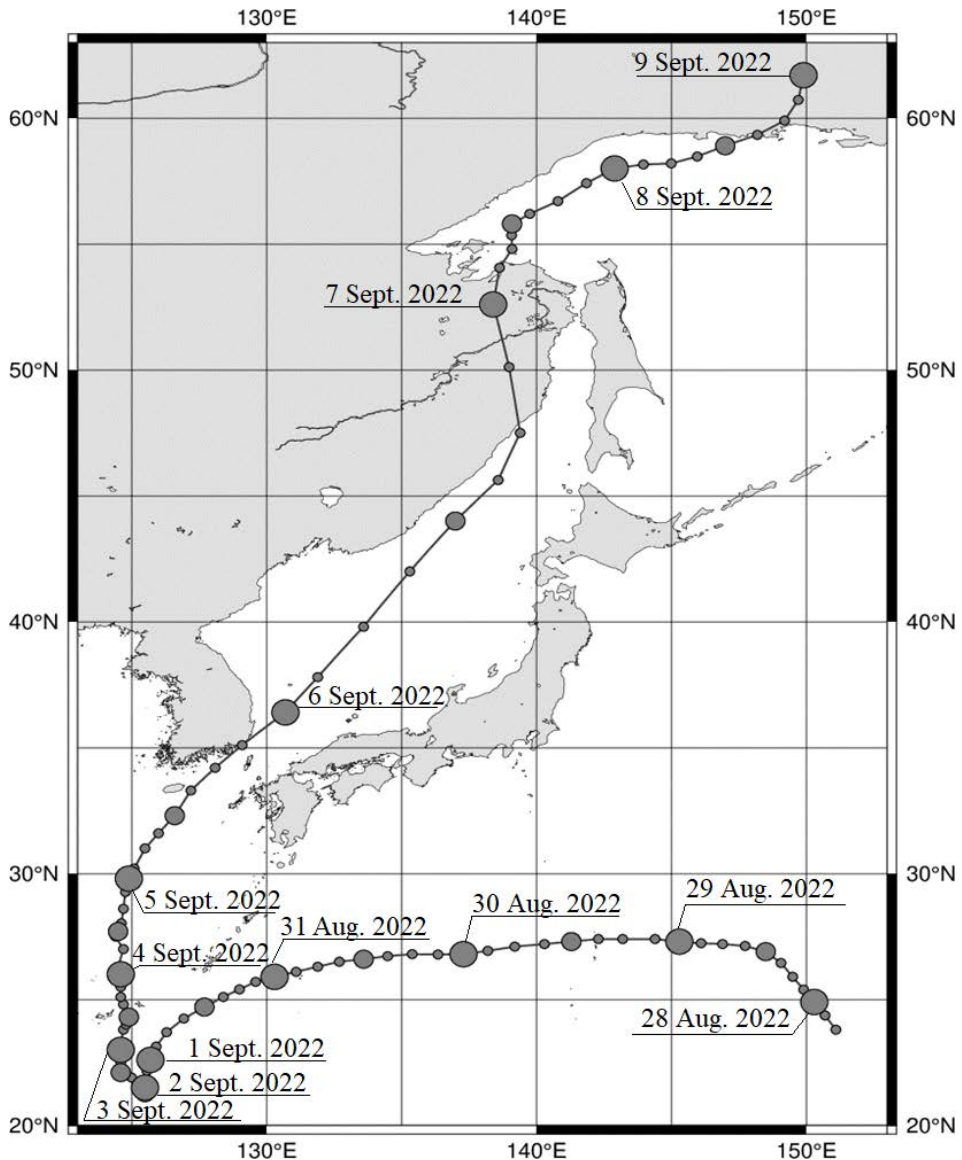 130°E 140°E 150°E
9 Sept. 2022
60°N 60°N
8 Sept. 2022
7 Sept. 2022
50°N 50°N
40°N 40°N
6 Sept. 2022
30°N 30°N
29 Aug. 2022
5 Sept. 2022
30 Aug. 2022
31 Aug. 2022
4 Sept. 2022
28 Aug. 2022
1 Sept. 2022
2 Sept. 2022
3 Sept. 2022
20°N 20°N
130°E 140°E 150°E